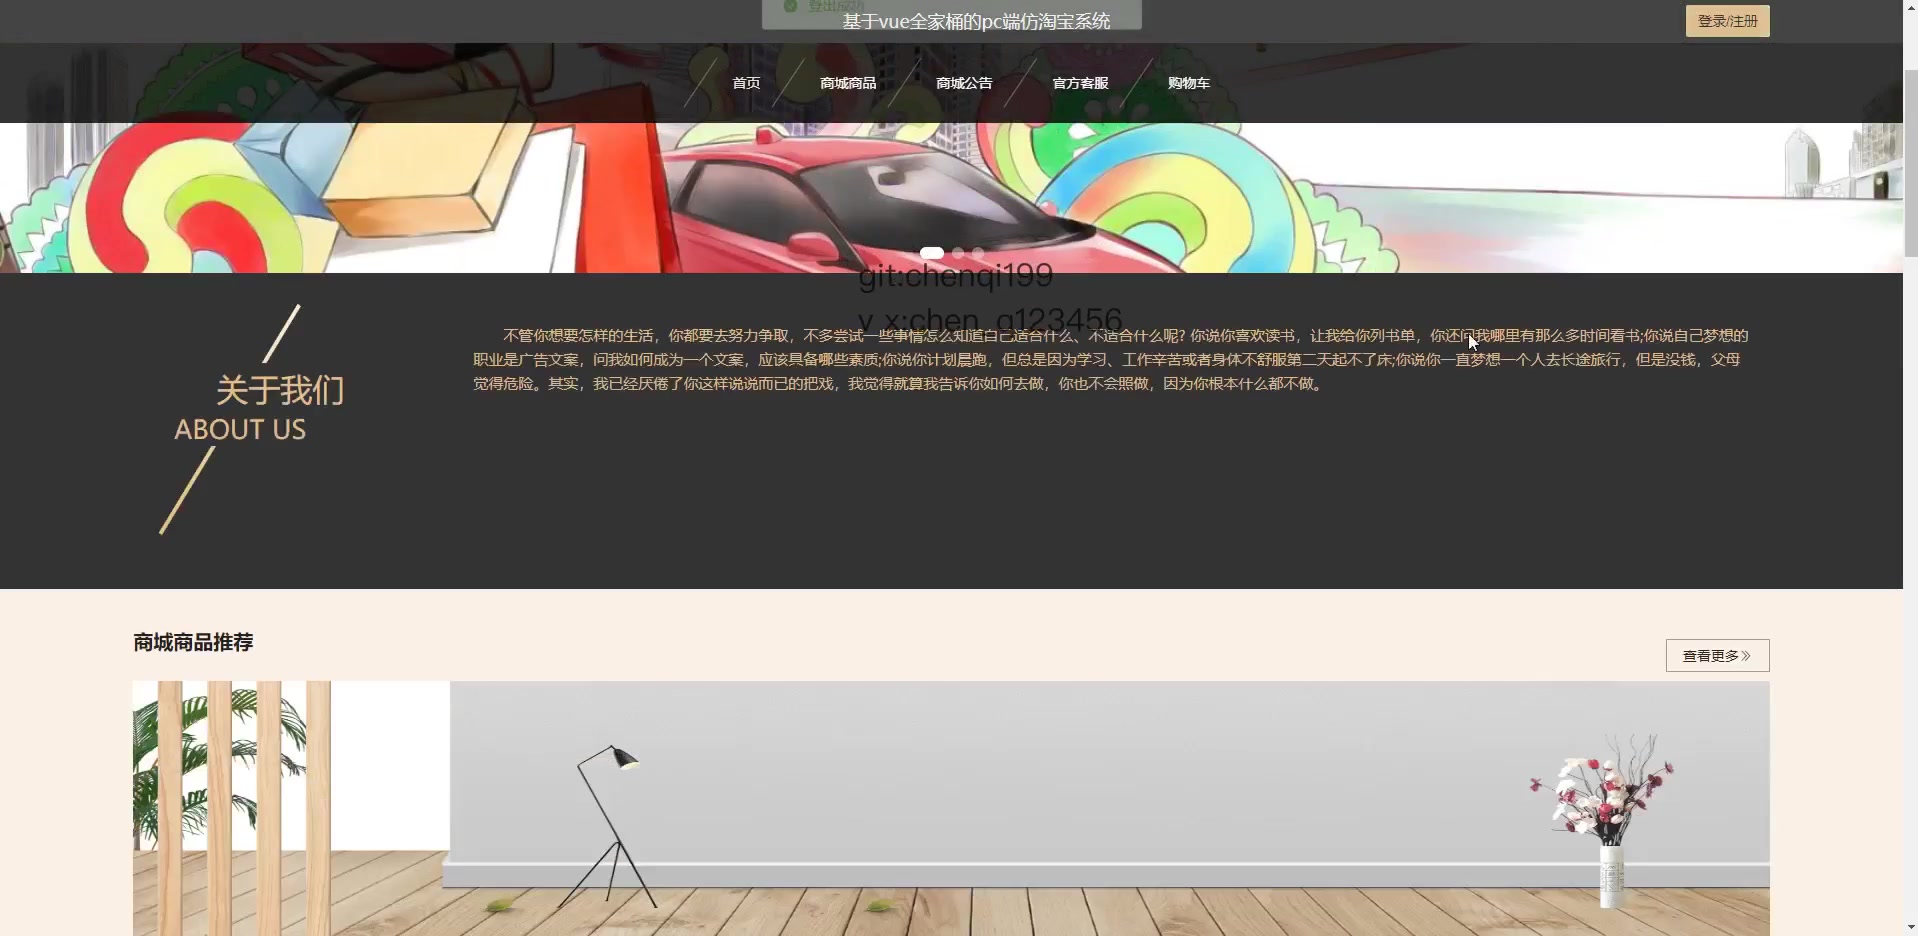 登出成功
基于vue全家桶的pc端仿淘宝系统
登录/注册
首页
商城商品
商城公告
官方客服
购物车
git:chenqi199
v x:chen_q123456
不管你想要怎样的生活，你都要去努力争取，不多尝试一些事情怎么知道自己适合什么、不适合什么呢? 你说你喜欢读书，让我给你列书单，你还问我哪里有那么多时间看书;你说自己梦想的
职业是广告文案，问我如何成为一个文案，应该具备哪些素质;你说你计划晨跑，但总是因为学习、工作辛苦或者身体不舒服第二天起不了床;你说你一直梦想一个人去长途旅行，但是没钱，父母
觉得危险。其实，我已经厌倦了你这样说说而已的把戏，我觉得就算我告诉你如何去做，你也不会照做，因为你根本什么都不做。
关于我们
ABOUT US
商城商品推荐
查看更多